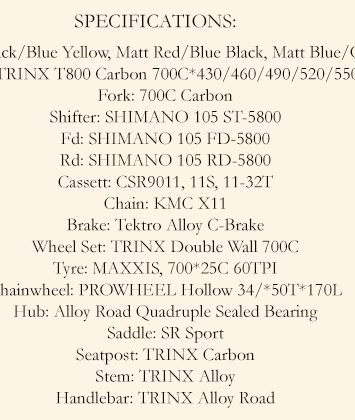 SPECIFICATIONS:
ck/Blue Yellow, Matt Red/Blue Black, Matt Blue/
TRINX T800 Carbon 700C*430/460/490/520/550
Fork: 700C Carbon
Shifter: SHIMANO 105 ST-5800
Fd: SHIMANO 105 FD-5800
Rd: SHIMANO 105 RD-5800
Cassett: CSR9011, 11S, 11-32T
Chain: KMC X11
Brake: Tektro Alloy C-Brake
Wheel Set: TRINX Double Wall 700C
Tyre: MAXXIS, 700*25C 60TPI
hainwheel: PROWHEEL Hollow 34/*50T*170L
Hub: Alloy Road Quadruple Sealed Bearing
Saddle: SR Sport
Seatpost: TRINX Carbon
Stem: TRINX Alloy
Handlebar: TRINX Alloy Road